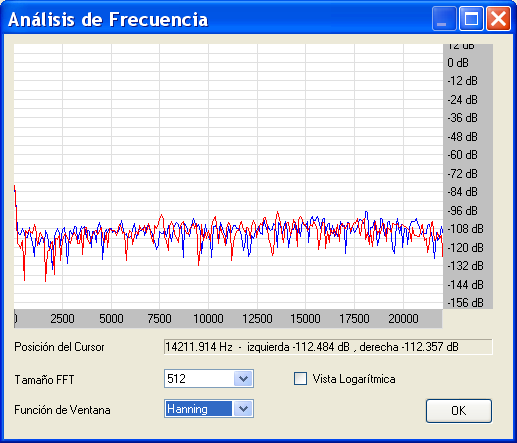 Análisis de Frecuencia
12 dB
0 dB
-12 dB
-24 dB
-36 dB
-48 dB
-60 dB
-72 dB
-84 dB
-96 dB
-108 dB
-120 dB
-132 dB
-144 dB
-156 dB
0 2500 5000 7500 10000 12500 15000 17500 20000
Posición del Cursor 14211.914 Hz - izquierda -112.484 dB , derecha -112.357 dB
Tamaño FFT 512 Vista Logarítmica
Función de Ventana Hanning OK